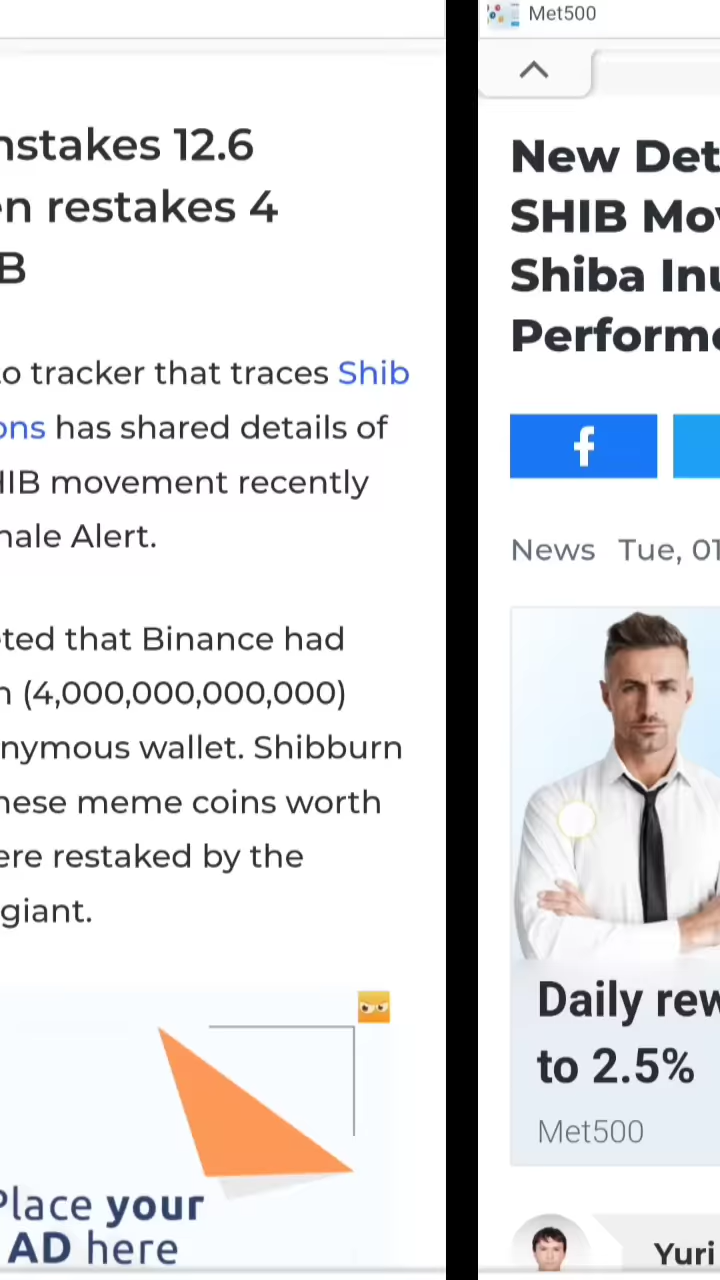 nstakes 12.6
n restakes 4
B
o tracker that traces Shib
ons has shared details of
IB movement recently
hale Alert.
ted that Binance had
n (4,000,000,000,000)
nymous wallet. Shibburn
hese meme coins worth
ere restaked by the
giant.
Place your
AD here
Met500
New Det
SHIB Mov
Shiba Inu
Performe
f
News Tue, 01
Daily rew
to 2.5%
Met500
Yuri